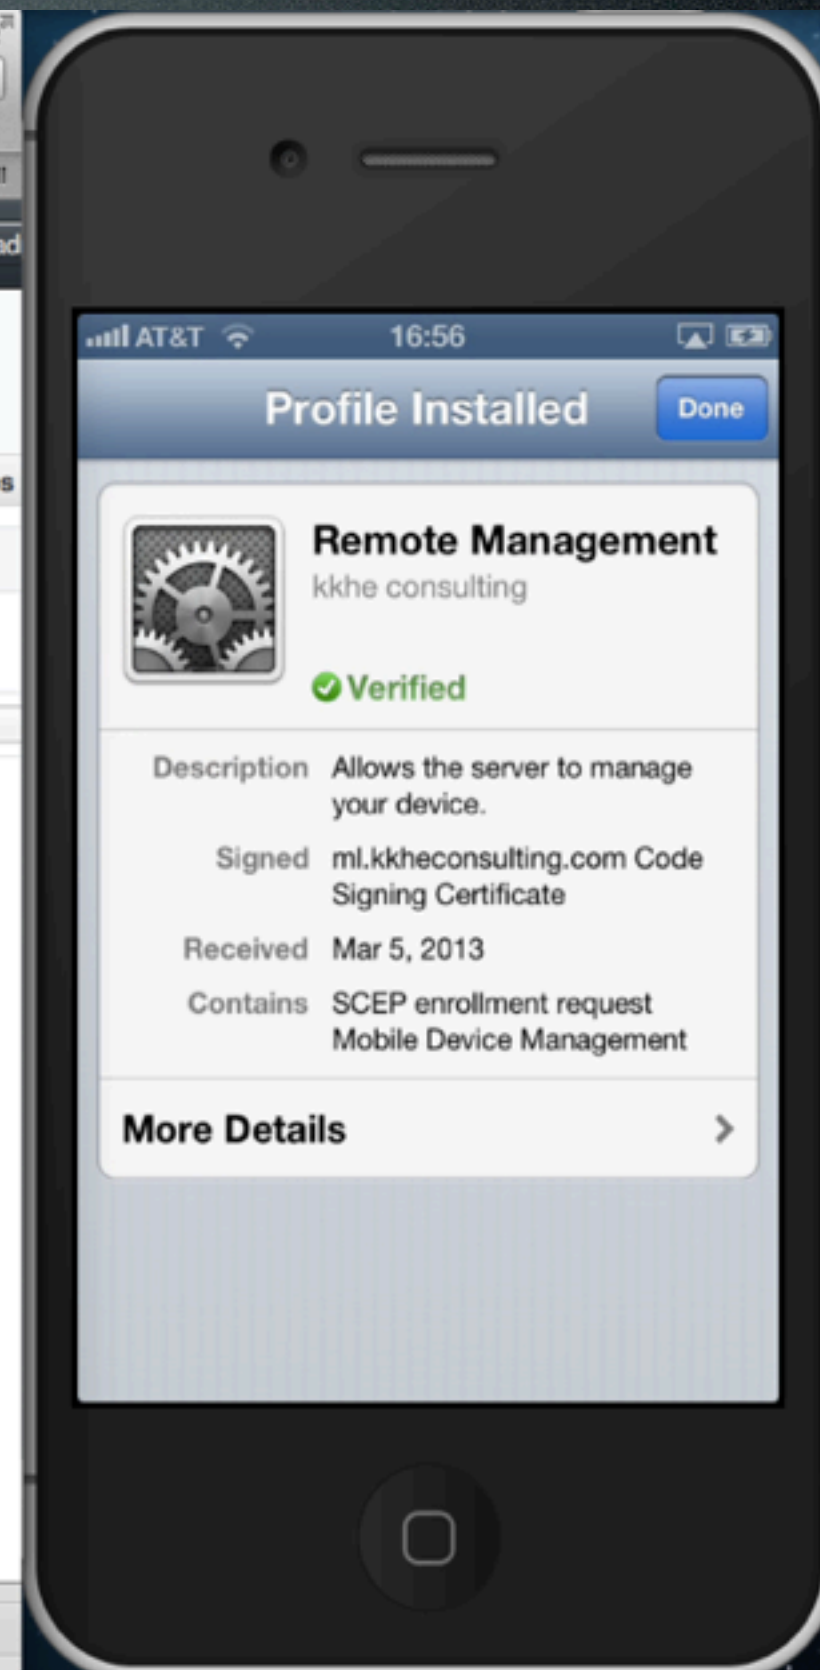 ad
s
AT&T 16:56
Profile Installed Done
Remote Management
kkhe consulting
Verified
Description Allows the server to manage
your device.
Signed ml.kkheconsulting.com Code
Signing Certificate
Received Mar 5, 2013
Contains SCEP enrollment request
Mobile Device Management
More Details